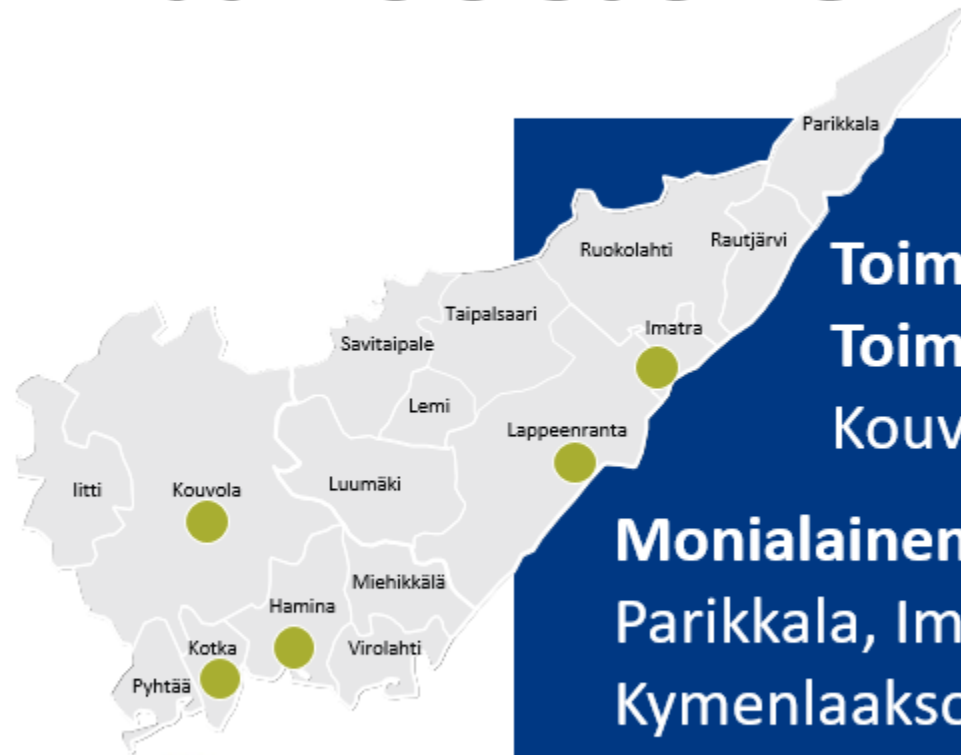 Parikkala
Ruokolahti
Rautjärvi
Taipalsaari
Imatra
Savitaipale
Lemi
Lappeenranta
Iitti
Kouvola
Luumäki
Miehikkälä
Hamina
Kotka
Virolahti
Pyhtää
Toim
Toim
Kouv
Monialainen
Parikkala, Im
Kymenlaakso